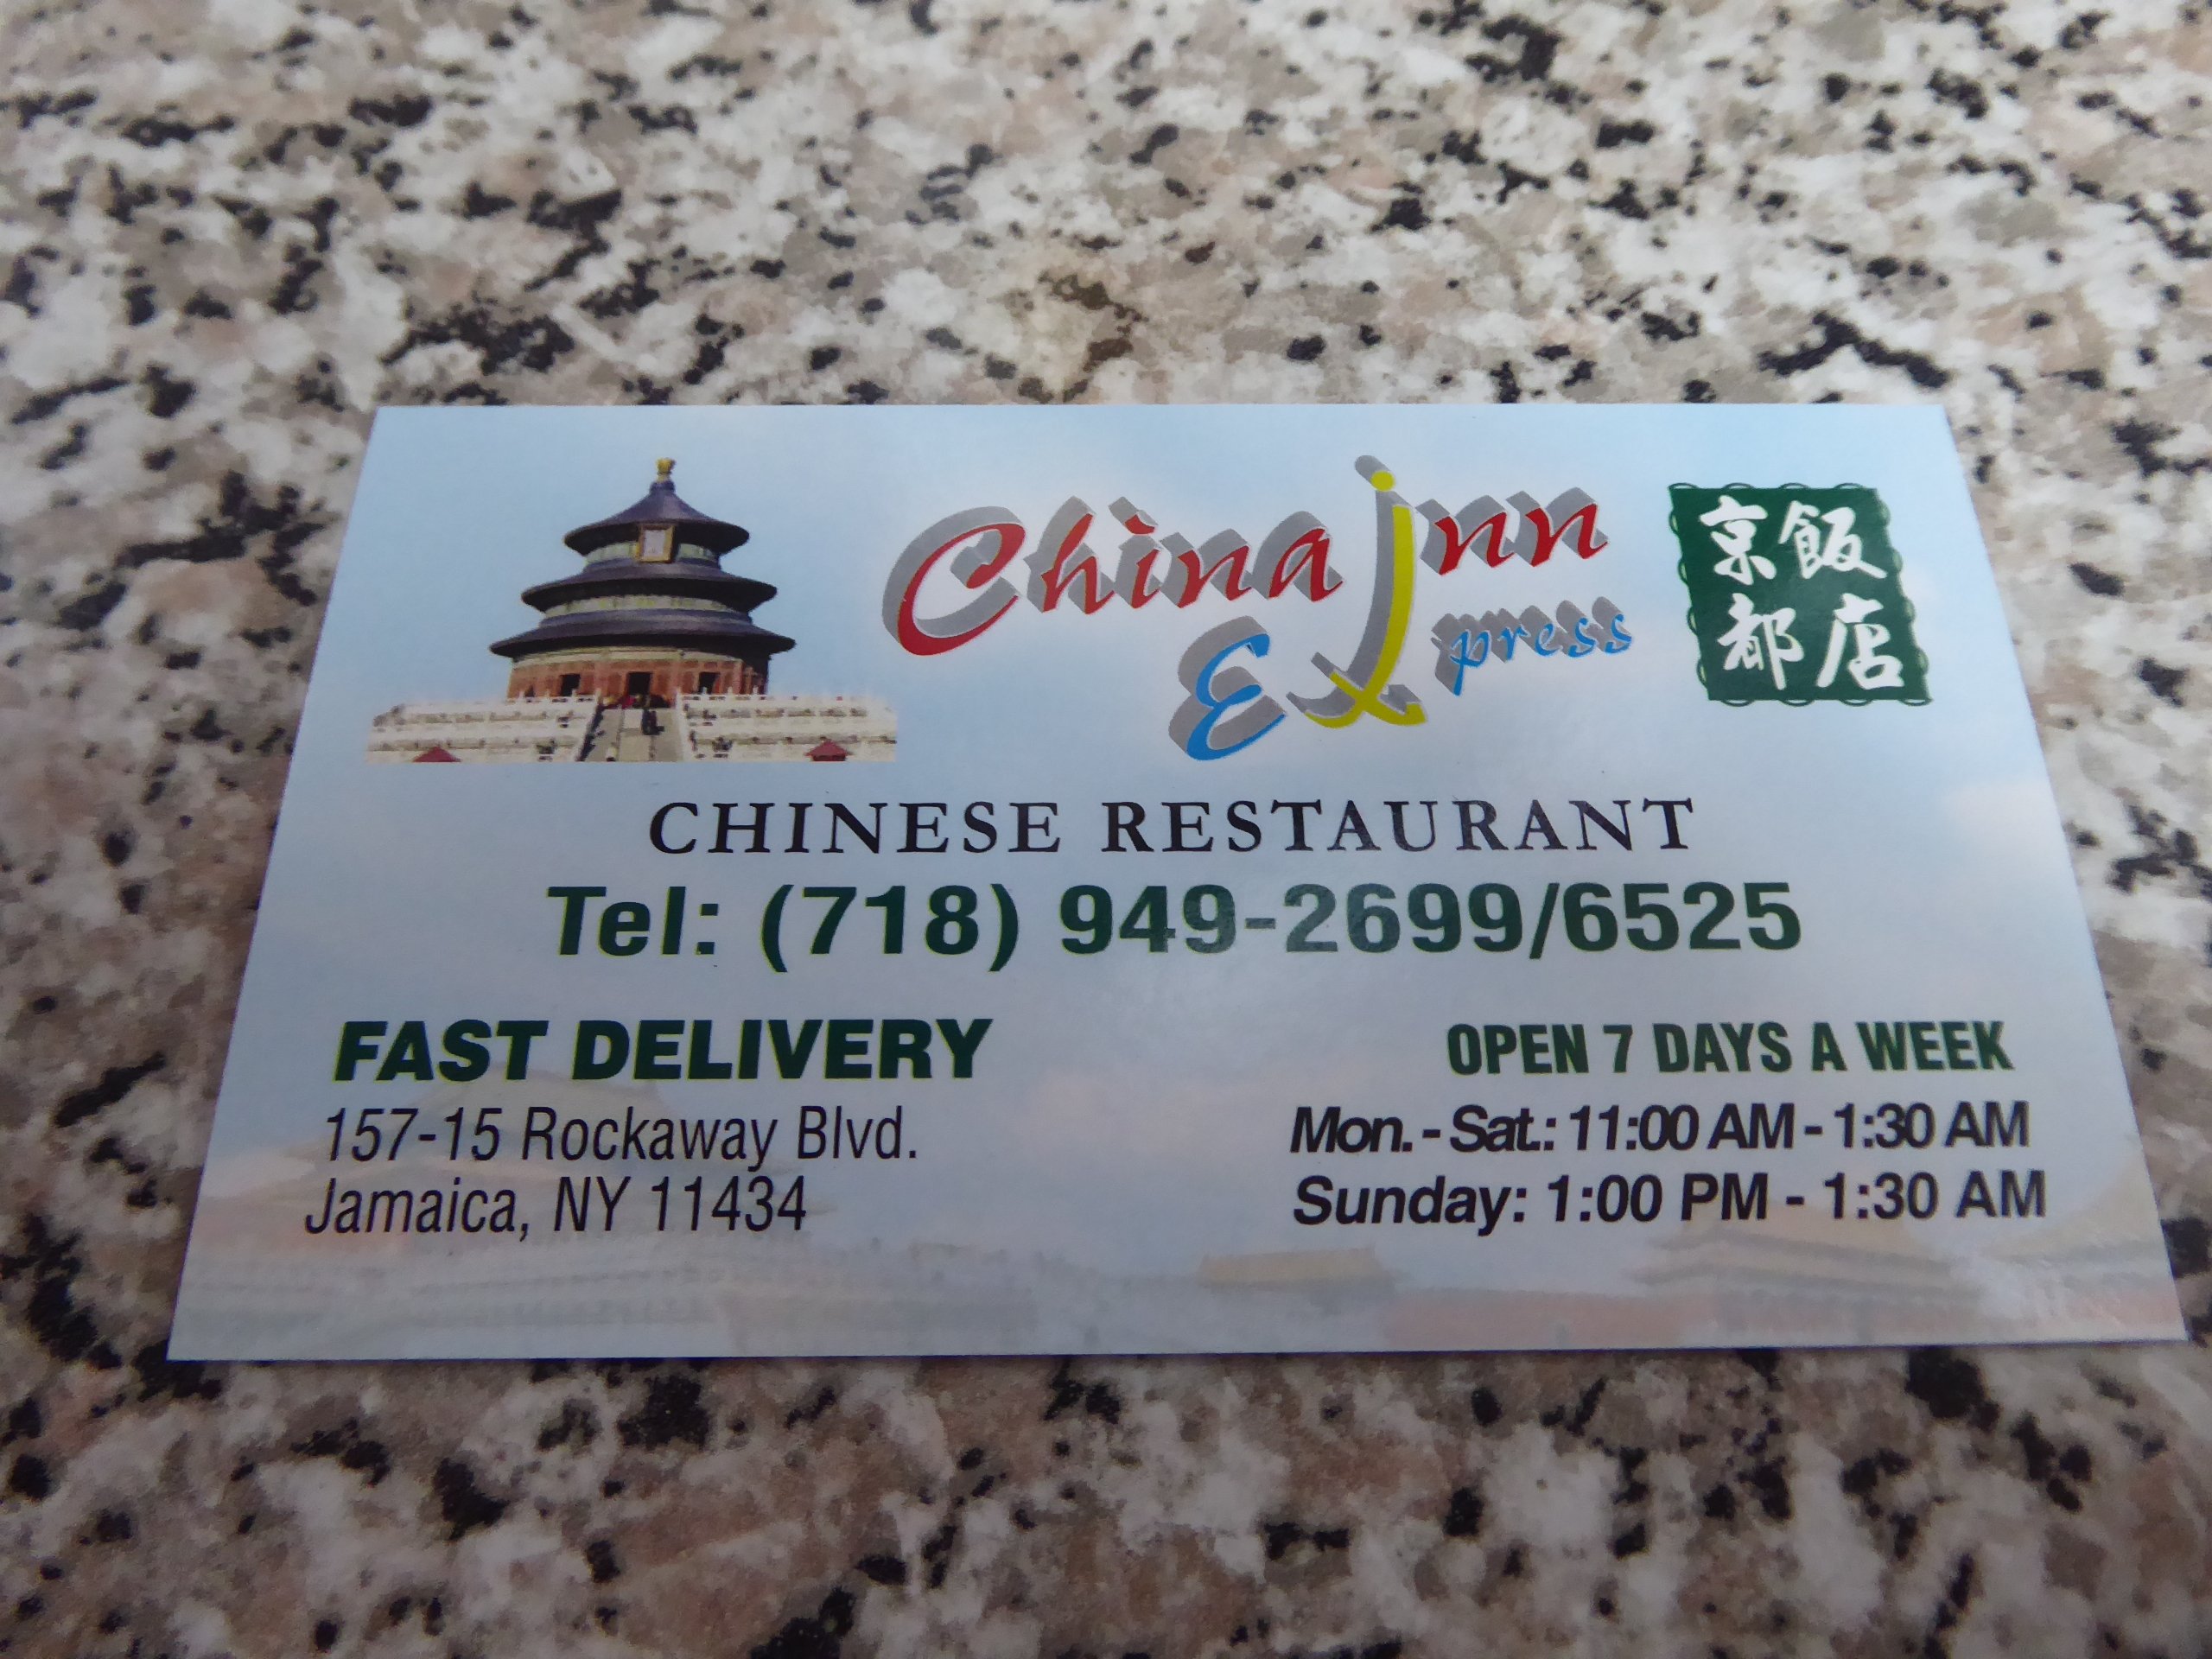 China Inn
Express
京飯
都店
CHINESE RESTAURANT
Tel: (718) 949-2699/6525
FAST DELIVERY
157-15 Rockaway Blvd.
Jamaica, NY 11434
OPEN 7 DAYS A WEEK
Mon. - Sat.: 11:00 AM - 1:30 AM
Sunday: 1:00 PM - 1:30 AM